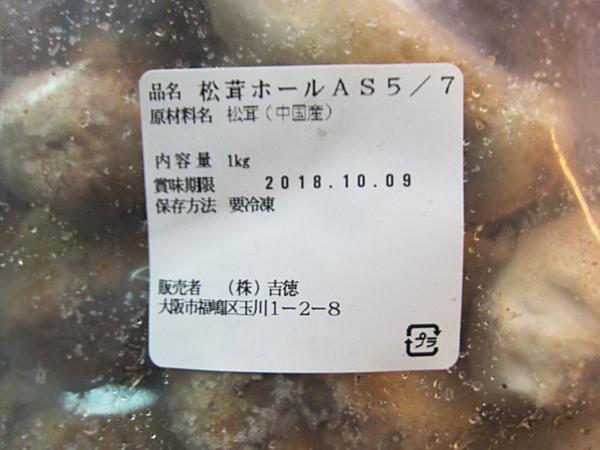 品名 松茸ホールAS5/7
原材料名 松茸(中国産)
内容量 1kg
賞味期限 2018.10.09
保存方法 要冷凍
販売者 (株)吉徳
大阪市福嶋区玉川1-2-8
プラ